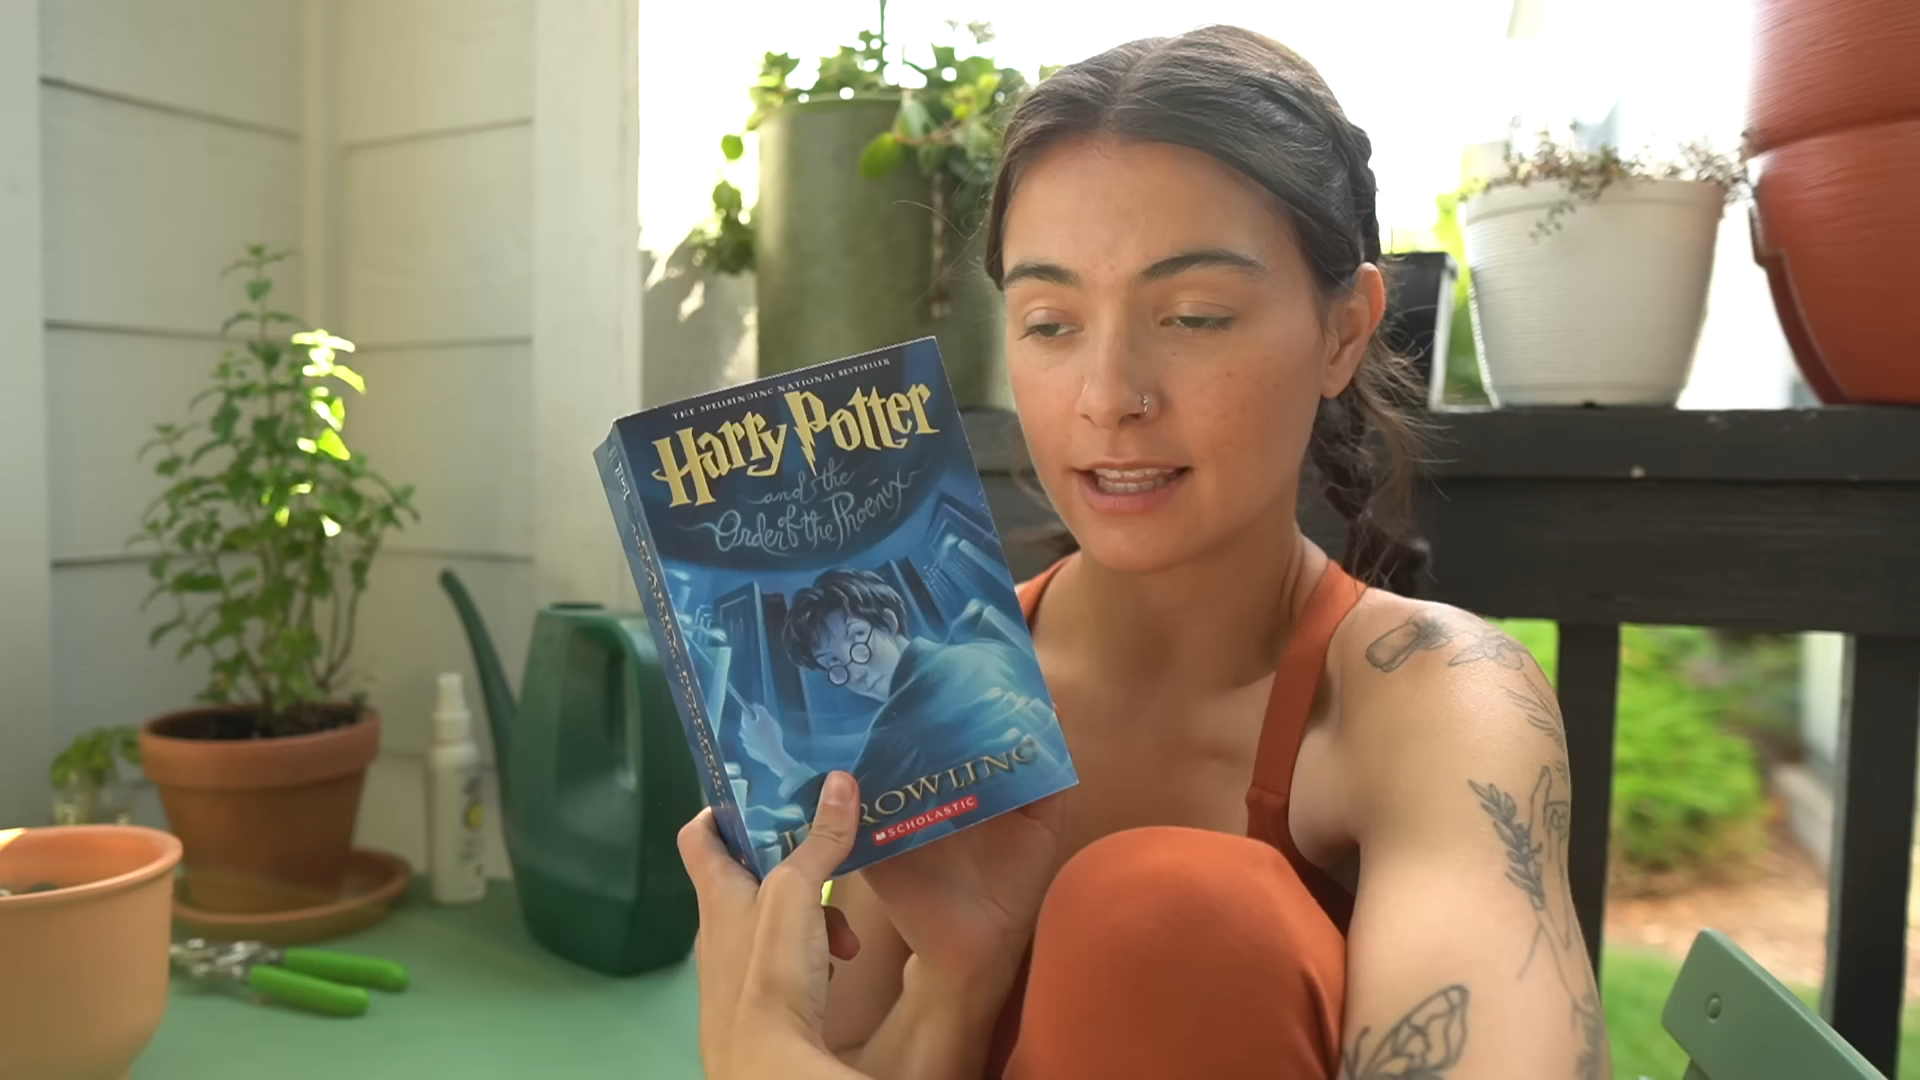 THE SPELLBINDING NATIONAL BESTSELLER
Harry Potter
and the
Order of the Phoenix
ROWLING
SCHOLASTIC